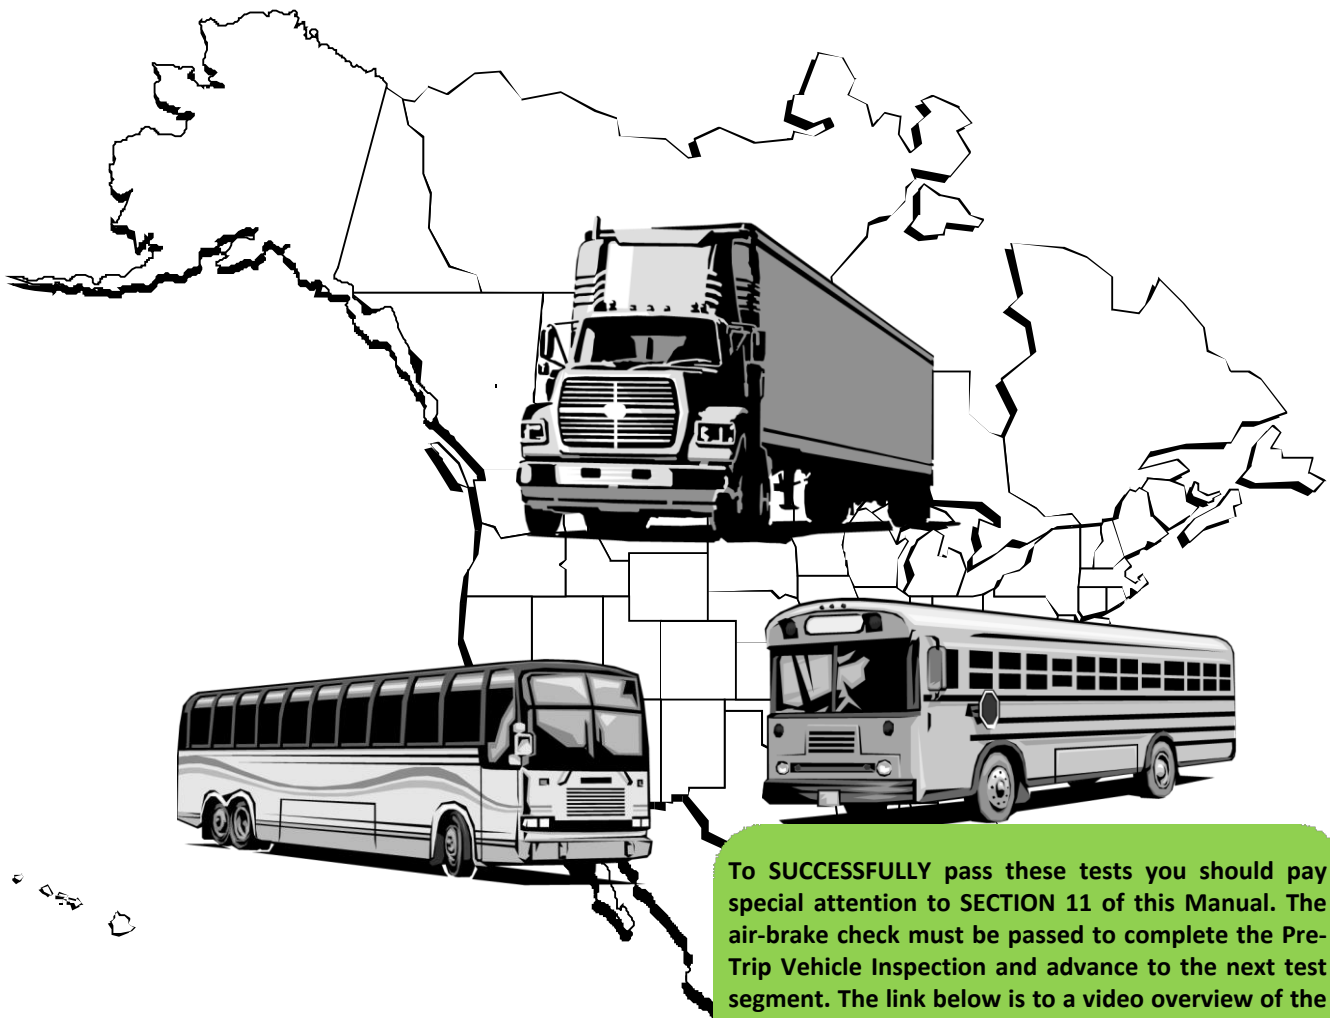 To SUCCESSFULLY pass these tests you should pay
special attention to SECTION 11 of this Manual. The
air-brake check must be passed to complete the Pre-
Trip Vehicle Inspection and advance to the next test
segment. The link below is to a video overview of the